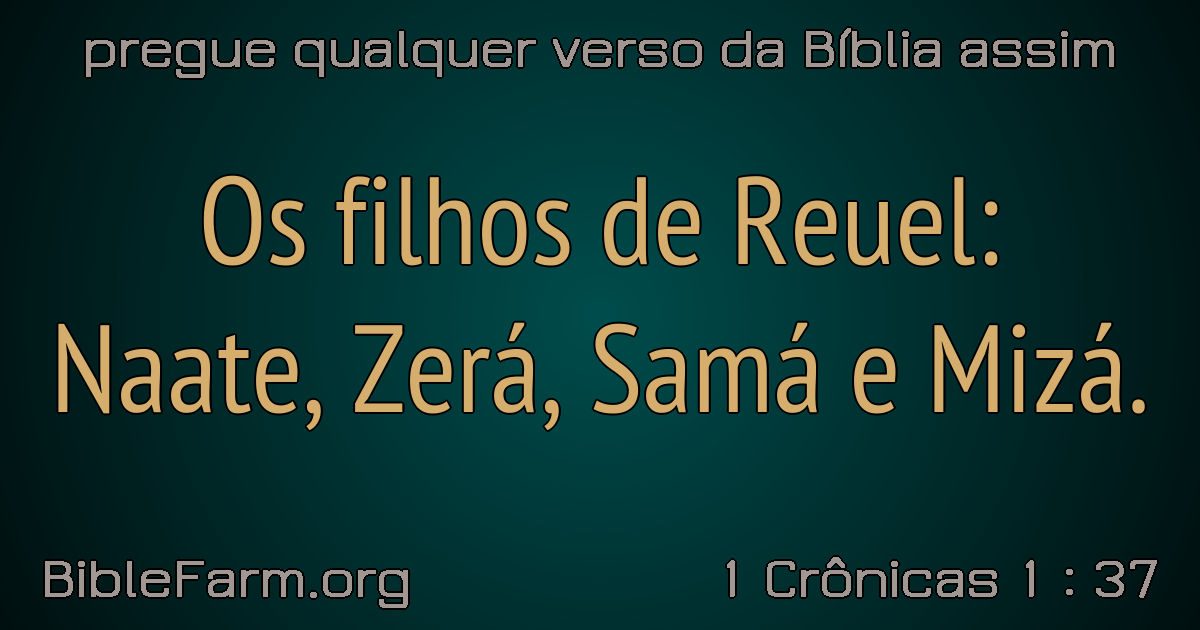 pregue qualquer verso da Bíblia assim
Os filhos de Reuel:
Naate, Zerá, Samá e Mizá.
BibleFarm.org
1 Crônicas 1 : 37